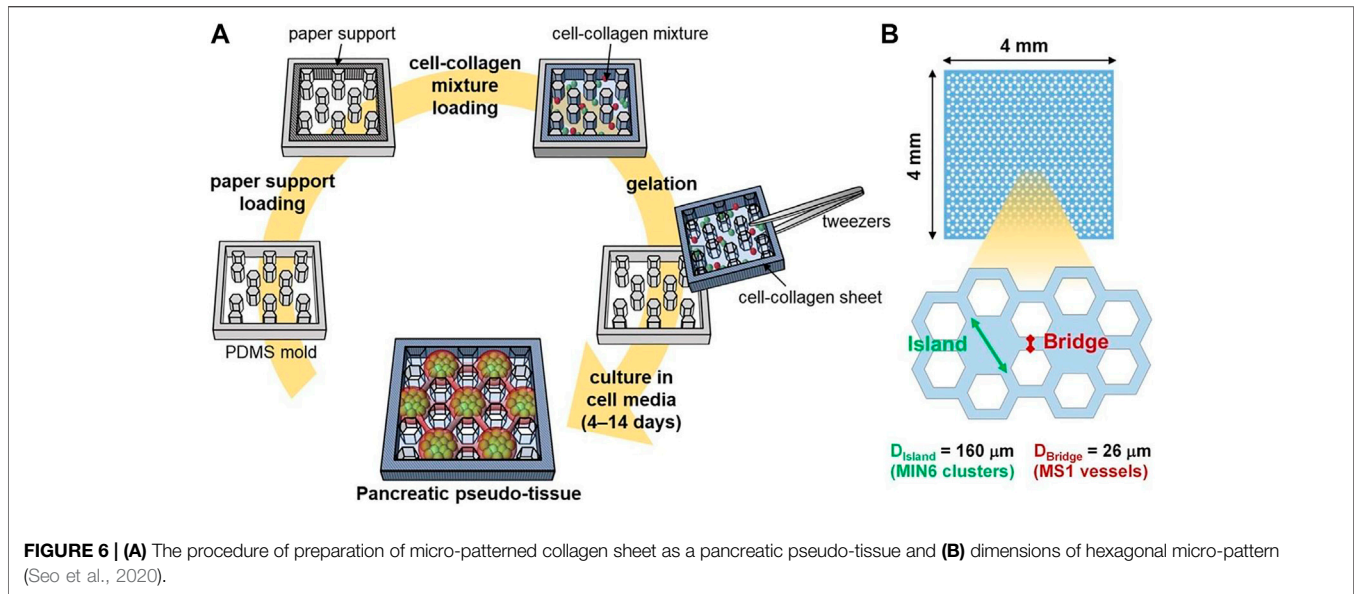 A
paper support
cell-collagen mixture
cell-collagen
mixture
loading
paper support
loading
gelation
tweezers
cell-collagen sheet
PDMS mold
culture in
cell media
(4–14 days)
Pancreatic pseudo-tissue
B
4 mm
4 mm
Island
Bridge
D_Island = 160 μm
(MIN6 clusters)
D_Bridge = 26 μm
(MS1 vessels)
FIGURE 6 | (A) The procedure of preparation of micro-patterned collagen sheet as a pancreatic pseudo-tissue and (B) dimensions of hexagonal micro-pattern
(Seo et al., 2020).